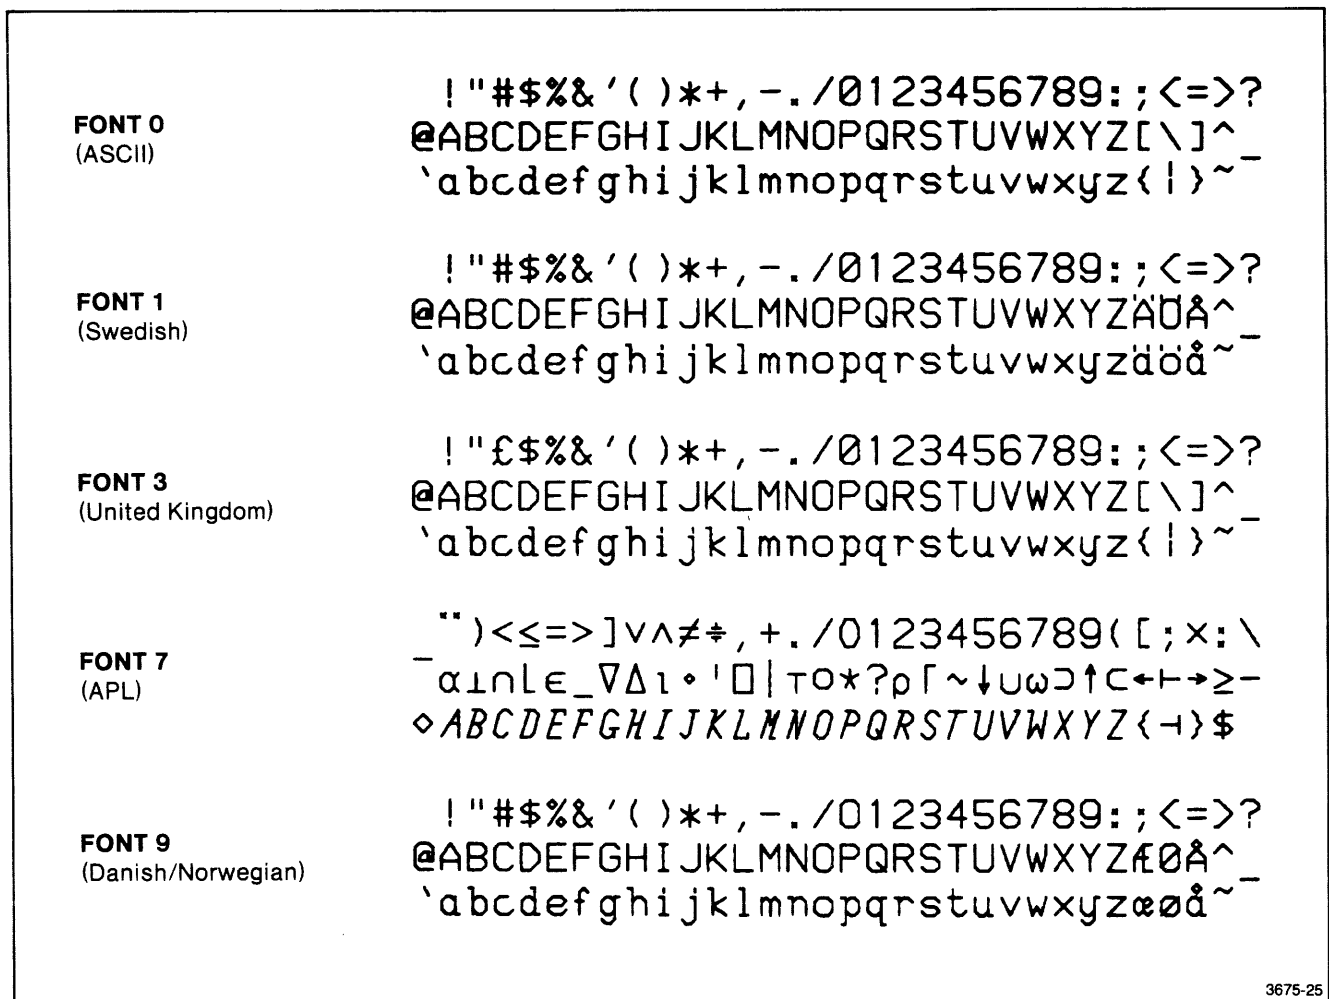 FONT 0
(ASCII)
!"#$%&'()*+,-./0123456789:;<=>?
@ABCDEFGHIJKLMNOPQRSTUVWXYZ[\]^_
`abcdefghijklmnopqrstuvwxyz{|}~
FONT 1
(Swedish)
!"#$%&'()*+,-./0123456789:;<=>?
@ABCDEFGHIJKLMNOPQRSTUVWXYZÄÖÅ^_
`abcdefghijklmnopqrstuvwxyzäöå~
FONT 3
(United Kingdom)
!"£$%&'()*+,-./0123456789:;<=>?
@ABCDEFGHIJKLMNOPQRSTUVWXYZ[\]^_
`abcdefghijklmnopqrstuvwxyz{|}~
FONT 7
(APL)
¨)<≤=>]∨∧≠÷,+./0123456789([;×:\
¯⍺⊥∩⌊∊_∇∆⍳∘'⎕|⊤○*?⍴⌈~↓∪⍵⊃↑⊂←⊢→≥-
⋄ABCDEFGHIJKLMNOPQRSTUVWXYZ{⊣}$
FONT 9
(Danish/Norwegian)
!"#$%&'()*+,-./0123456789:;<=>?
@ABCDEFGHIJKLMNOPQRSTUVWXYZÆØÅ^_
`abcdefghijklmnopqrstuvwxyzæøå~
3675-25